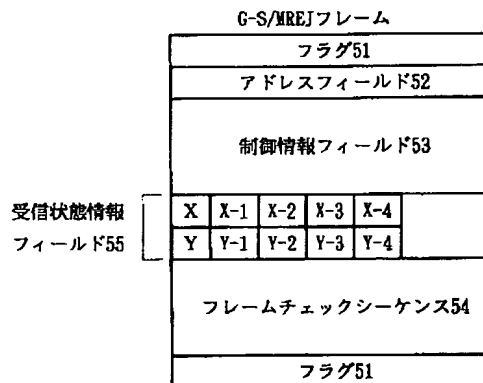 G-S/MREJフレーム
フラグ51
アドレスフィールド52
制御情報フィールド53
受信状態情報
フィールド55
X X-1 X-2 X-3 X-4
Y Y-1 Y-2 Y-3 Y-4
フレームチェックシーケンス54
フラグ51